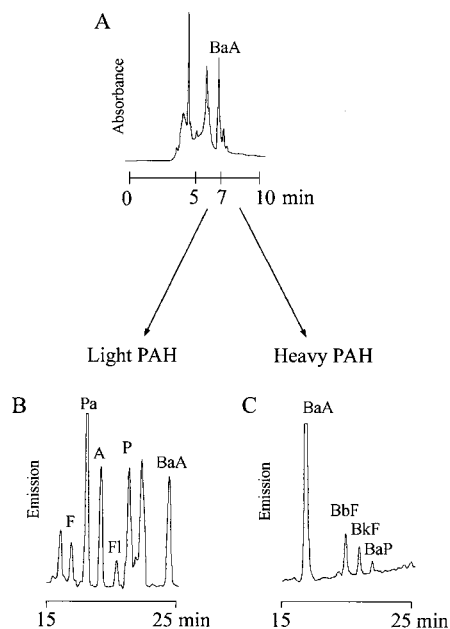 A
BaA
Absorbance
0 5 7 10 min
Light PAH
Heavy PAH
B
Pa
A
P
BaA
F
Fl
Emission
15 25 min
C
BaA
BbF
BkF
BaP
Emission
15 25 min